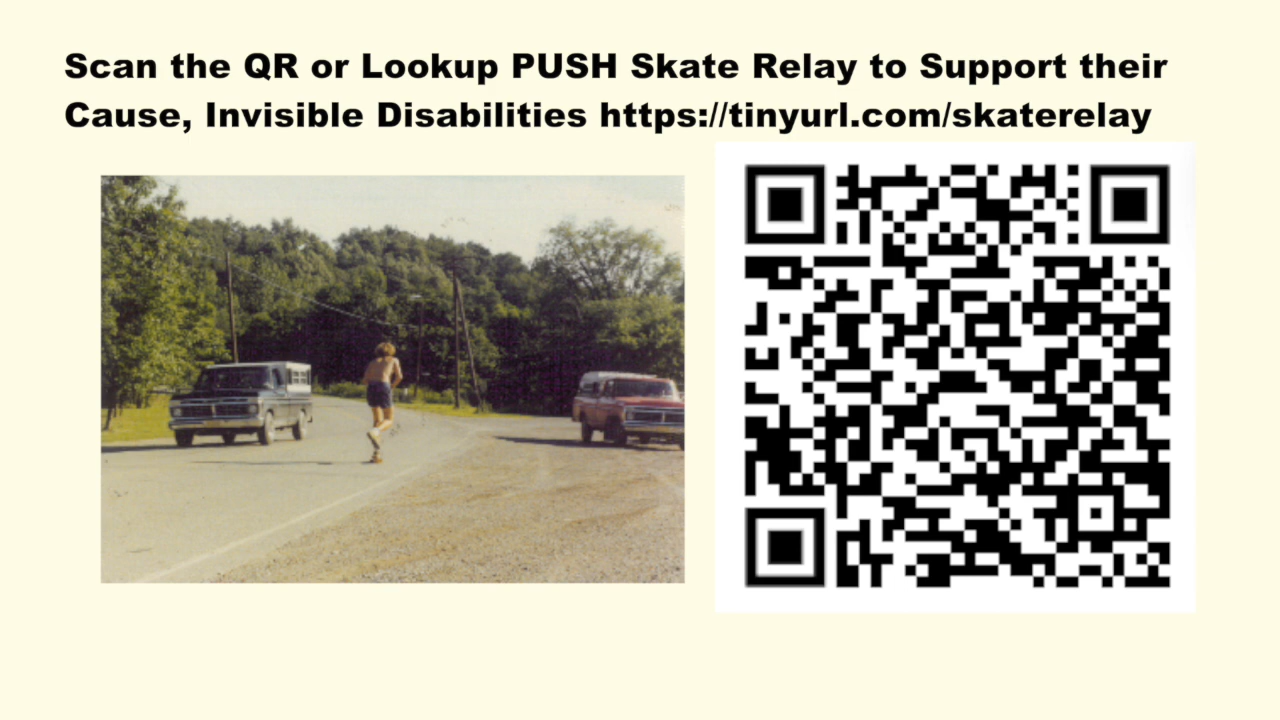 Scan the QR or Lookup PUSH Skate Relay to Support their
Cause, Invisible Disabilities https://tinyurl.com/skaterelay